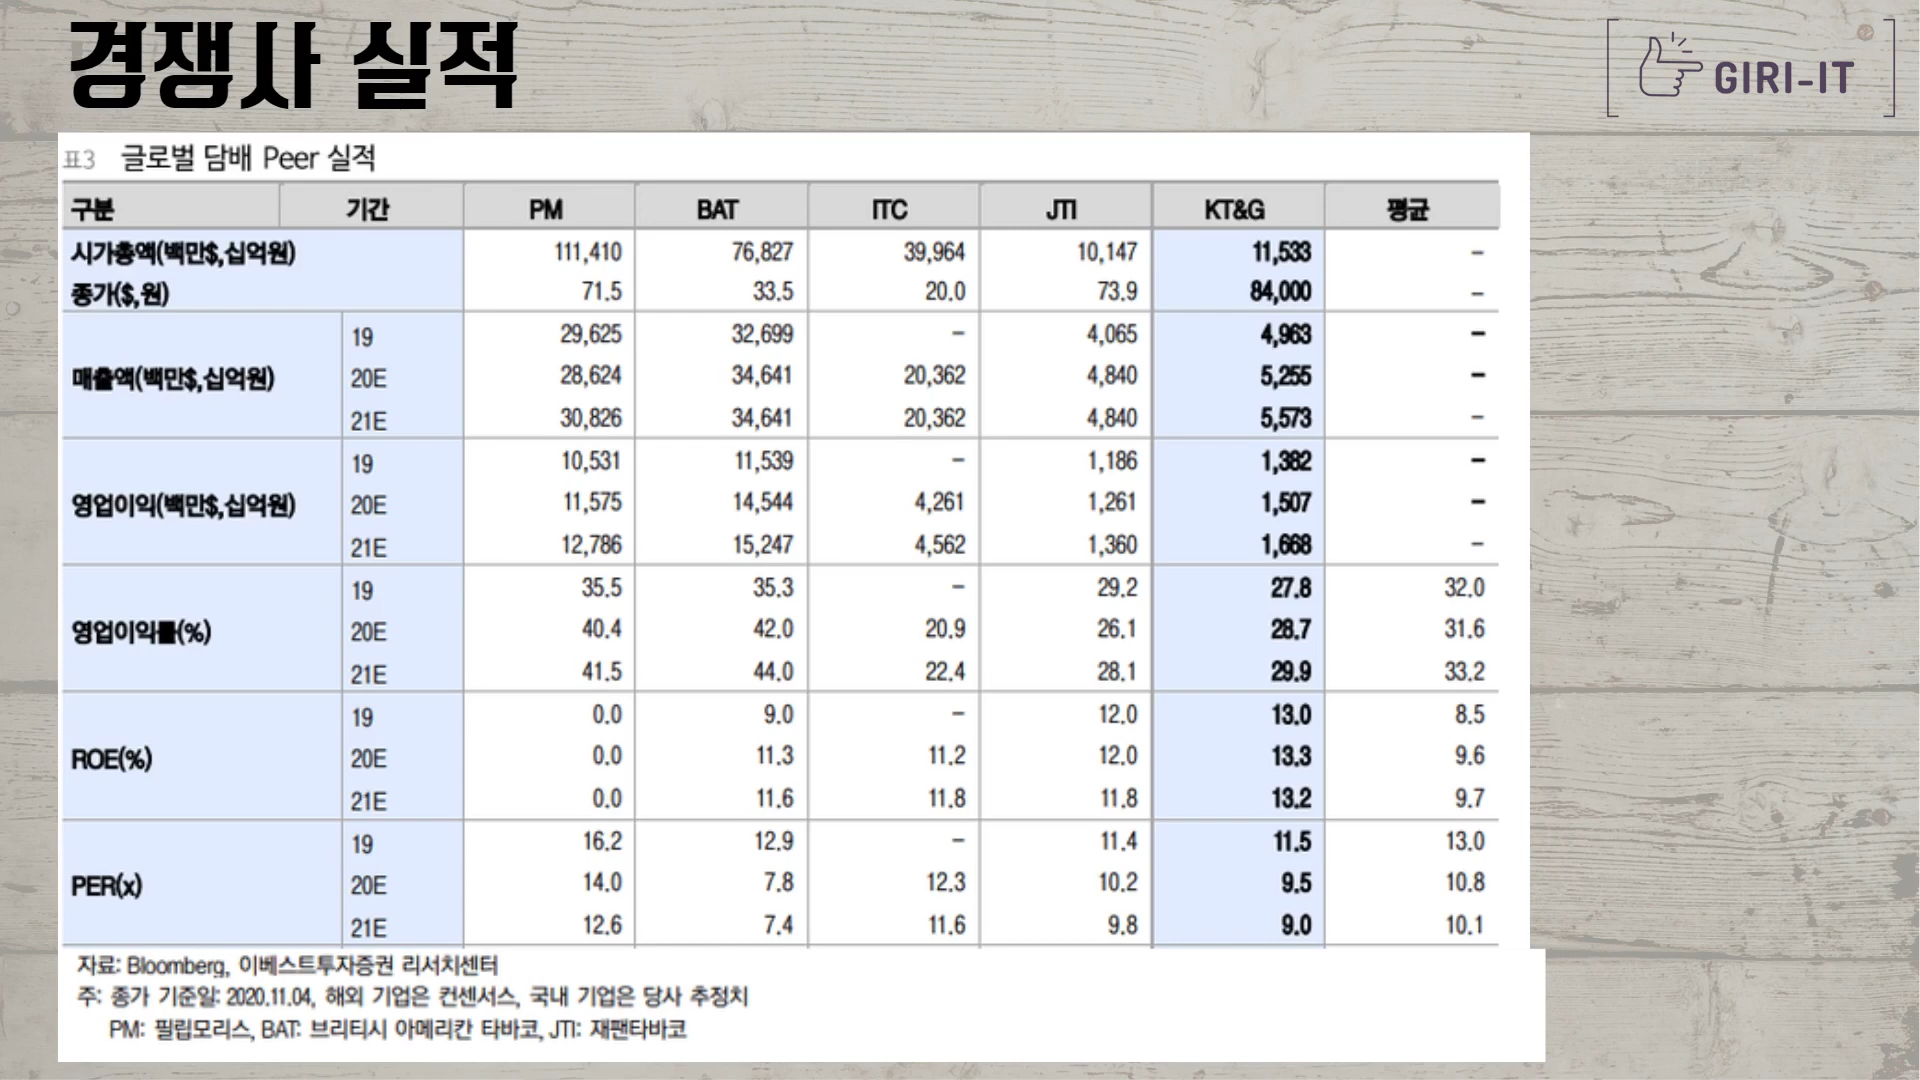 경쟁사 실적
GIRI-IT
표3 글로벌 담배 Peer 실적
구분 기간 PM BAT ITC JTI KT&G 평균
시가총액(백만$,십억원) 111,410 76,827 39,964 10,147 11,533 –
종가($,원) 71.5 33.5 20.0 73.9 84,000 –
19 29,625 32,699 – 4,065 4,963 –
매출액(백만$,십억원) 20E 28,624 34,641 20,362 4,840 5,255 –
21E 30,826 34,641 20,362 4,840 5,573 –
19 10,531 11,539 – 1,186 1,382 –
영업이익(백만$,십억원) 20E 11,575 14,544 4,261 1,261 1,507 –
21E 12,786 15,247 4,562 1,360 1,668 –
19 35.5 35.3 – 29.2 27.8 32.0
영업이익률(%) 20E 40.4 42.0 20.9 26.1 28.7 31.6
21E 41.5 44.0 22.4 28.1 29.9 33.2
19 0.0 9.0 – 12.0 13.0 8.5
ROE(%) 20E 0.0 11.3 11.2 12.0 13.3 9.6
21E 0.0 11.6 11.8 11.8 13.2 9.7
19 16.2 12.9 – 11.4 11.5 13.0
PER(x) 20E 14.0 7.8 12.3 10.2 9.5 10.8
21E 12.6 7.4 11.6 9.8 9.0 10.1
자료: Bloomberg, 이베스트투자증권 리서치센터
주: 종가 기준일: 2020.11.04, 해외 기업은 컨센서스, 국내 기업은 당사 추정치
PM: 필립모리스, BAT: 브리티시 아메리칸 타바코, JTI: 재팬타바코